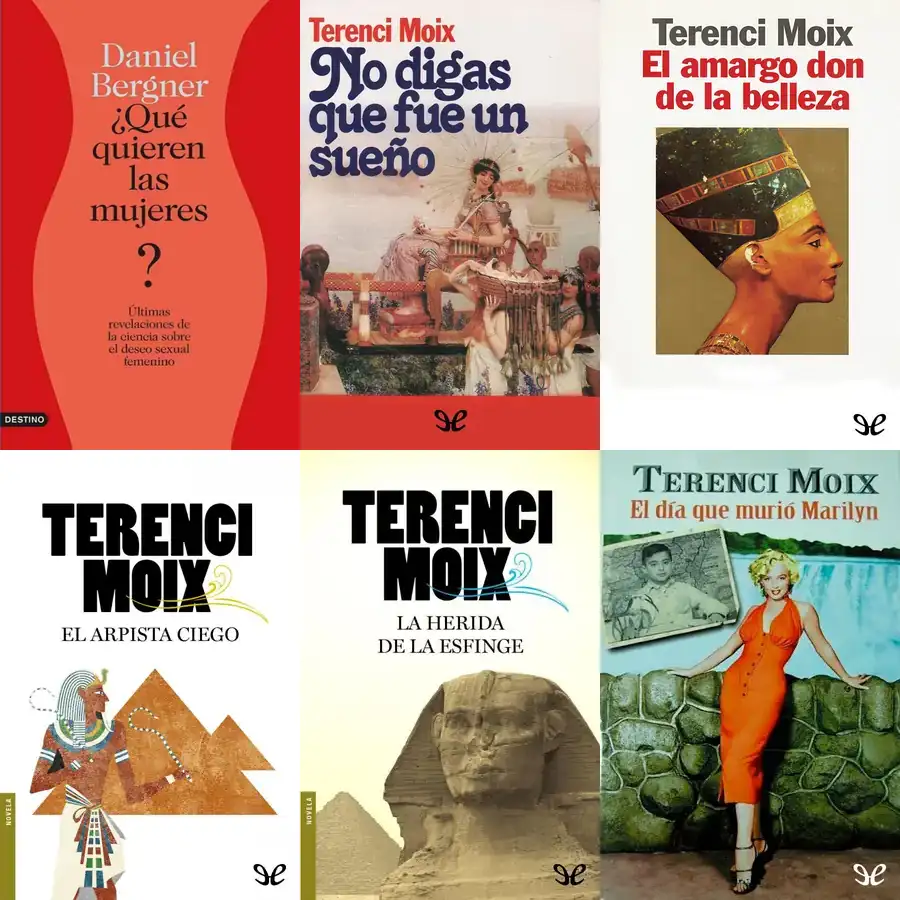 Daniel
Bergner
¿Qué
quieren
las
mujeres
?
Últimas
revelaciones de
la ciencia sobre
el deseo sexual
femenino
DESTINO
Terenci Moix
No digas
que fue un
sueño
Terenci Moix
El amargo don
de la belleza
TERENCI
MOIX
EL ARPISTA CIEGO
NOVELA
TERENCI
MOIX
LA HERIDA
DE LA ESFINGE
NOVELA
TERENCI MOIX
El día que murió Marilyn